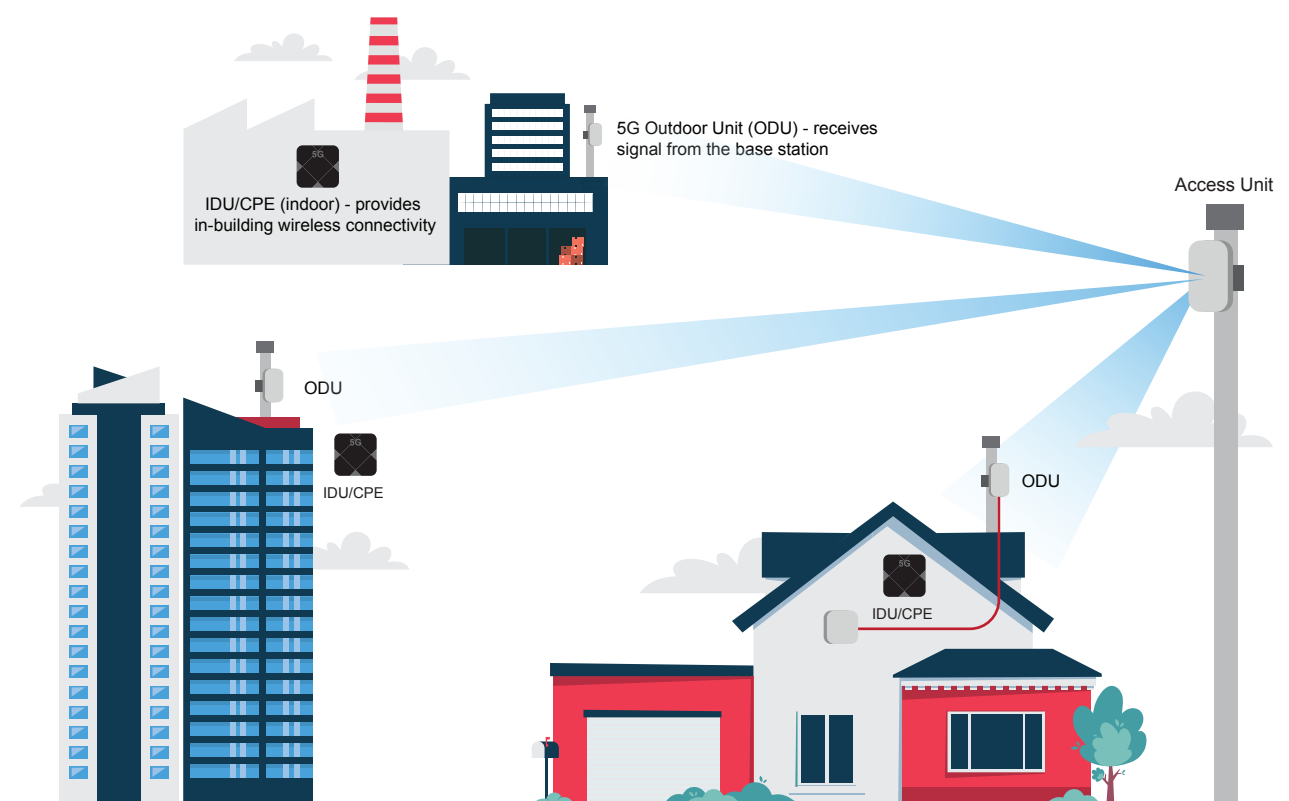 5G Outdoor Unit (ODU) - receives
signal from the base station
Access Unit
5G
IDU/CPE (indoor) - provides
in-building wireless connectivity
ODU
5G
IDU/CPE
ODU
5G
IDU/CPE